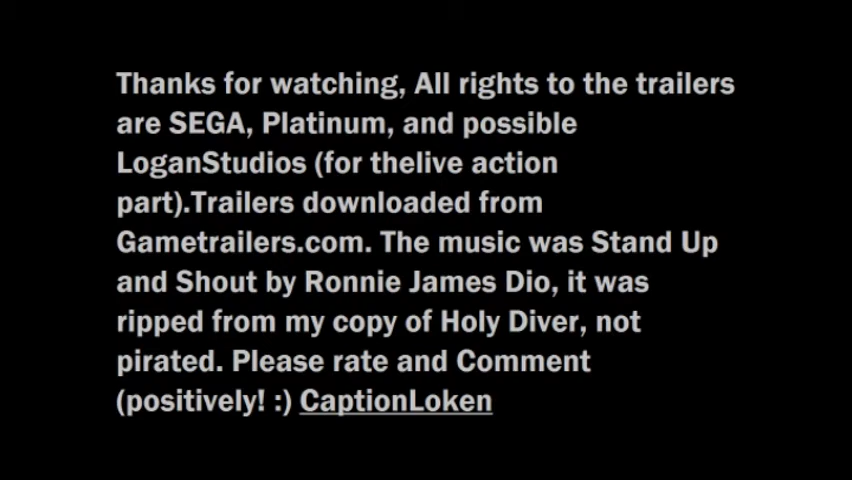 Thanks for watching, All rights to the trailers
are SEGA, Platinum, and possible
LoganStudios (for thelive action
part).Trailers downloaded from
Gametrailers.com. The music was Stand Up
and Shout by Ronnie James Dio, it was
ripped from my copy of Holy Diver, not
pirated. Please rate and Comment
(positively! :) CaptionLoken